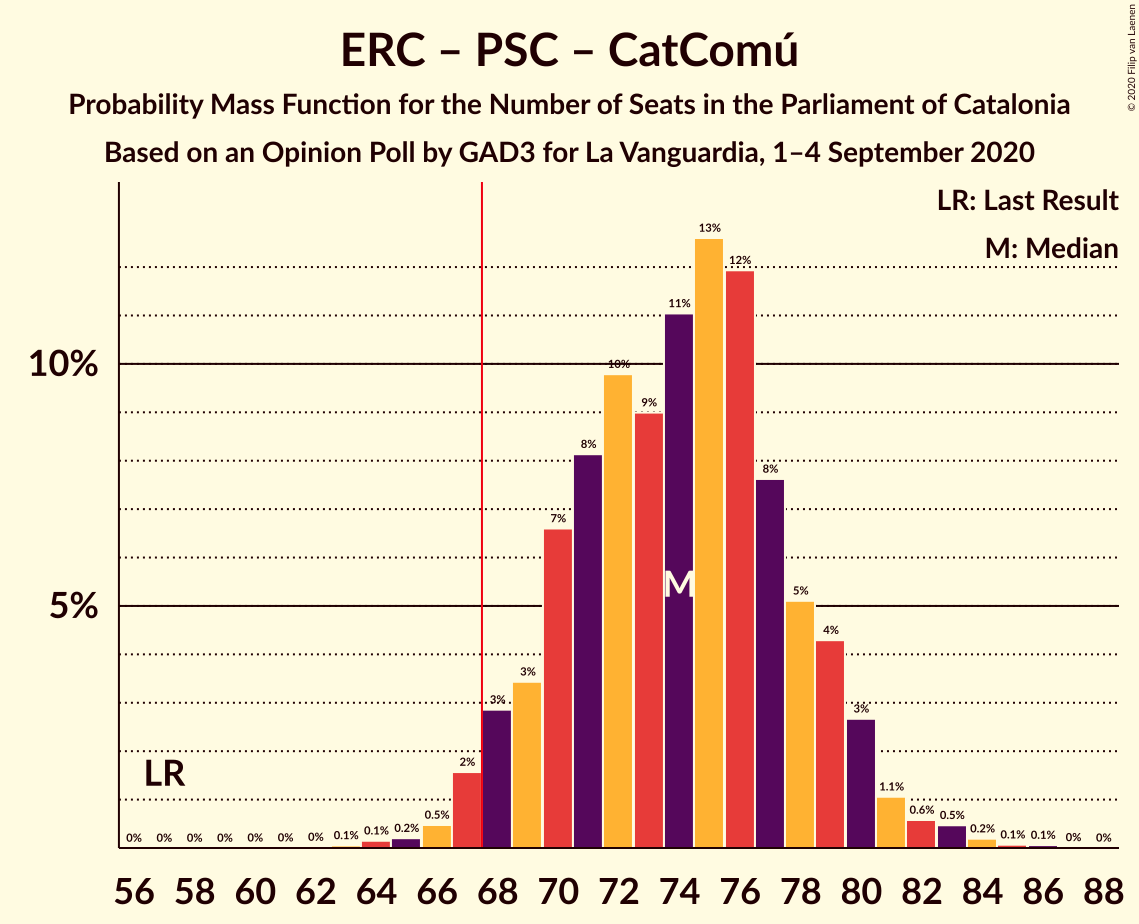 ERC – PSC – CatComú
Probability Mass Function for the Number of Seats in the Parliament of Catalonia
Based on an Opinion Poll by GAD3 for La Vanguardia, 1–4 September 2020
© 2020 Filip van Laenen
LR: Last Result
M: Median
10%
5%
0% 0% 0% 0% 0% 0% 0% 0.1% 0.1% 0.2% 0.5% 2% 3% 3% 7% 8% 10% 9% 11% 13% 12% 8% 5% 4% 3% 1.1% 0.6% 0.5% 0.2% 0.1% 0.1% 0% 0%
M
LR
56 58 60 62 64 66 68 70 72 74 76 78 80 82 84 86 88